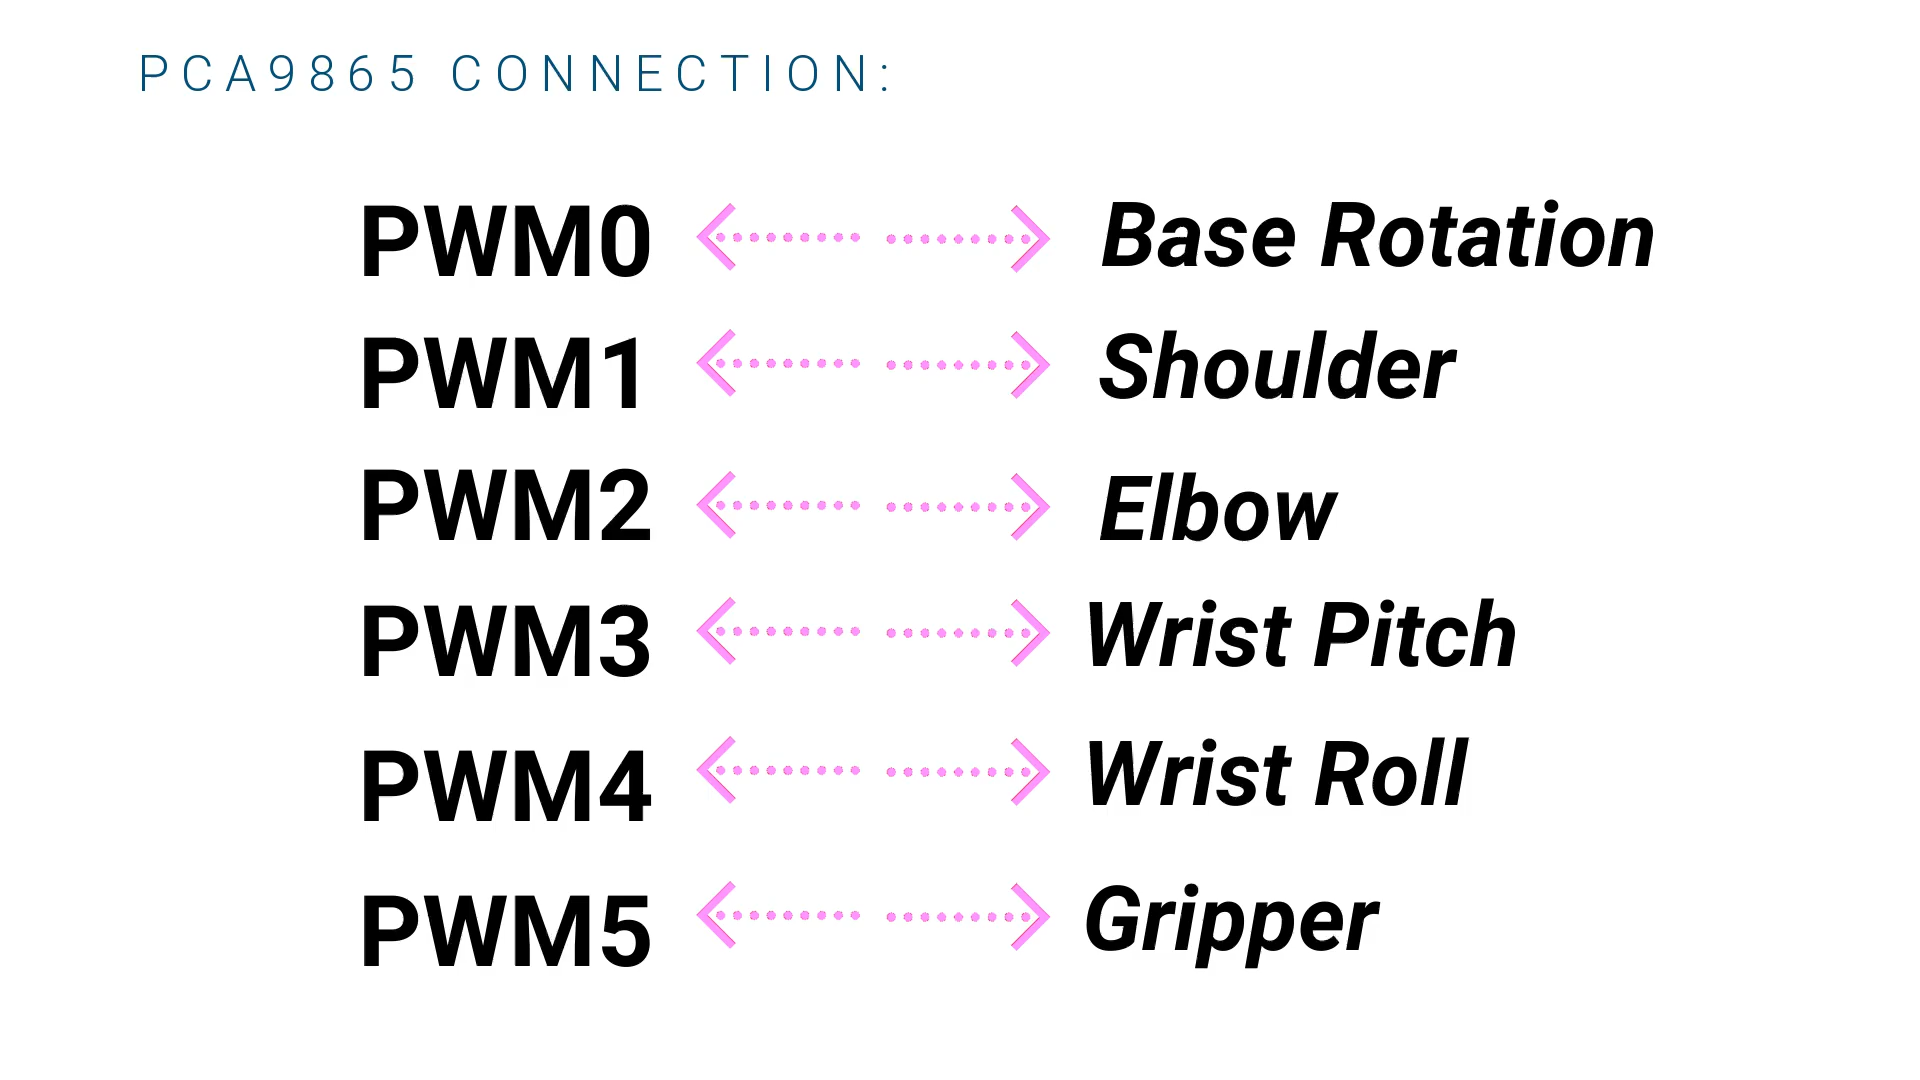 PCA9865 CONNECTION:
PWM0 Base Rotation
PWM1 Shoulder
PWM2 Elbow
PWM3 Wrist Pitch
PWM4 Wrist Roll
PWM5 Gripper